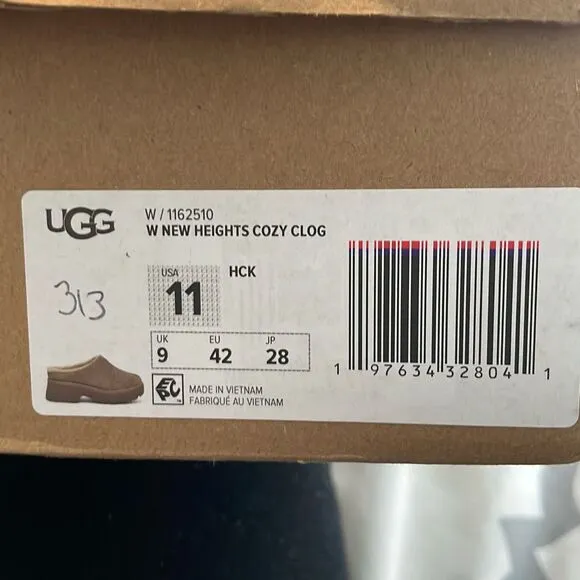 UGG
W / 1162510
W NEW HEIGHTS COZY CLOG
313
USA
11
HCK
UK EU JP
9 42 28
MADE IN VIETNAM
FABRIQUÉ AU VIETNAM
1 97634 32804 1